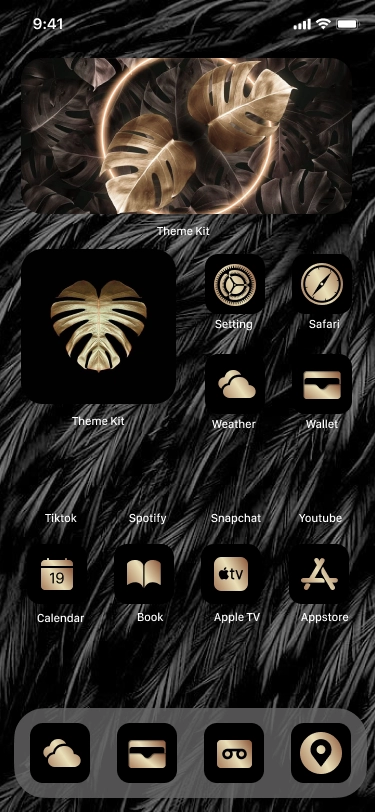 9:41
Theme Kit
Setting
Safari
Theme Kit
Weather
Wallet
Tiktok
Spotify
Snapchat
Youtube
19
tv
Calendar
Book
Apple TV
Appstore